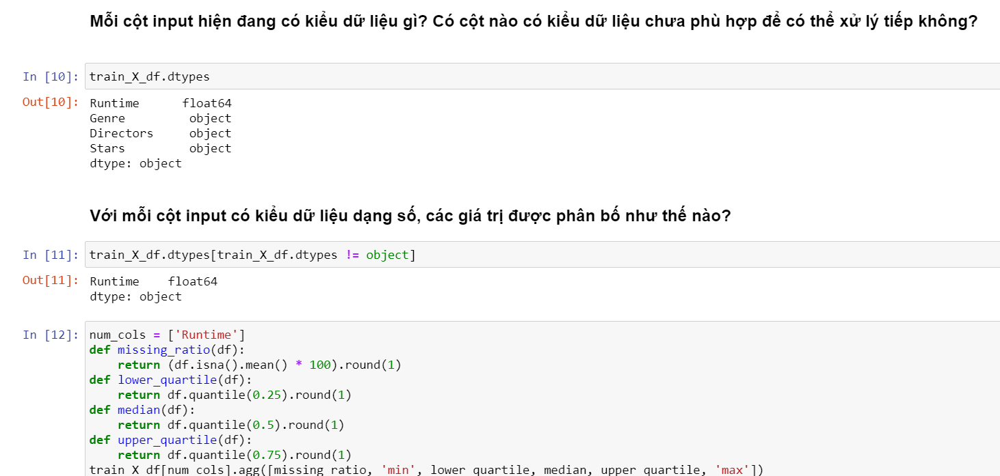 Mỗi cột input hiện đang có kiểu dữ liệu gì? Có cột nào có kiểu dữ liệu chưa phù hợp để có thể xử lý tiếp không?
In [10]: train_X_df.dtypes
Out[10]: Runtime      float64
Genre         object
Directors     object
Stars         object
dtype: object
Với mỗi cột input có kiểu dữ liệu dạng số, các giá trị được phân bố như thế nào?
In [11]: train_X_df.dtypes[train_X_df.dtypes != object]
Out[11]: Runtime    float64
dtype: object
In [12]: num_cols = ['Runtime']
def missing_ratio(df):
    return (df.isna().mean() * 100).round(1)
def lower_quartile(df):
    return df.quantile(0.25).round(1)
def median(df):
    return df.quantile(0.5).round(1)
def upper_quartile(df):
    return df.quantile(0.75).round(1)
train_X_df[num_cols].agg([missing_ratio, 'min', lower_quartile, median, upper_quartile, 'max'])